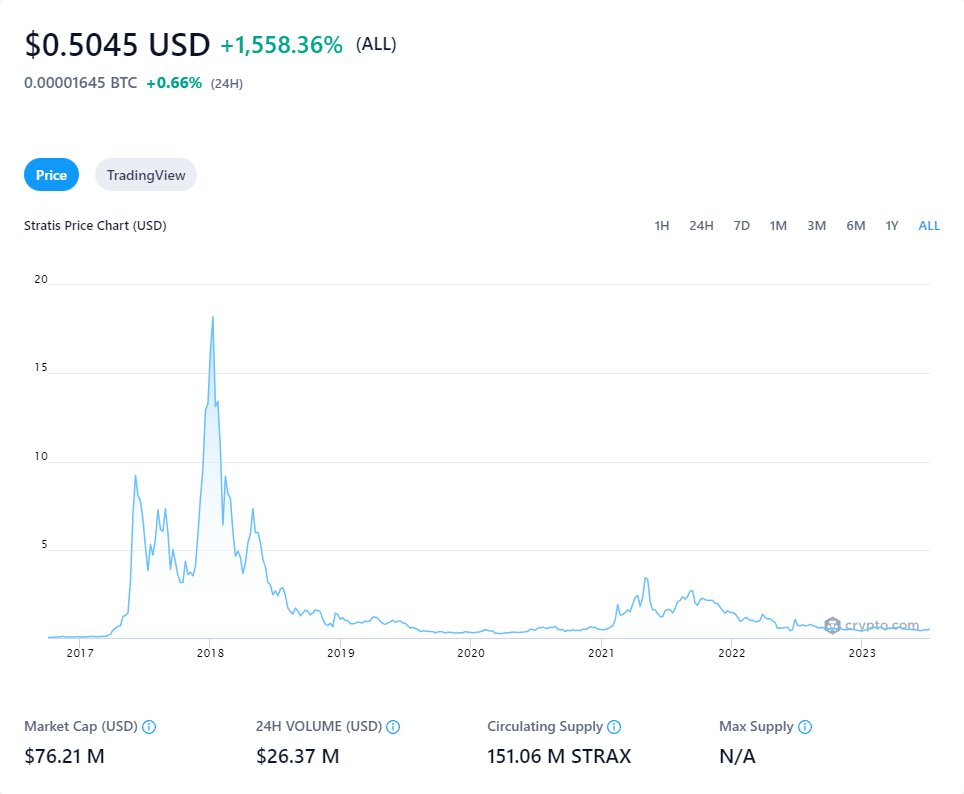 $0.5045 USD +1,558.36% (ALL)
0.00001645 BTC +0.66% (24H)
Price TradingView
Stratis Price Chart (USD) 1H 24H 7D 1M 3M 6M 1Y ALL
20
15
10
5
crypto.com
2017 2018 2019 2020 2021 2022 2023
Market Cap (USD) 24H VOLUME (USD) Circulating Supply Max Supply
$76.21 M $26.37 M 151.06 M STRAX N/A